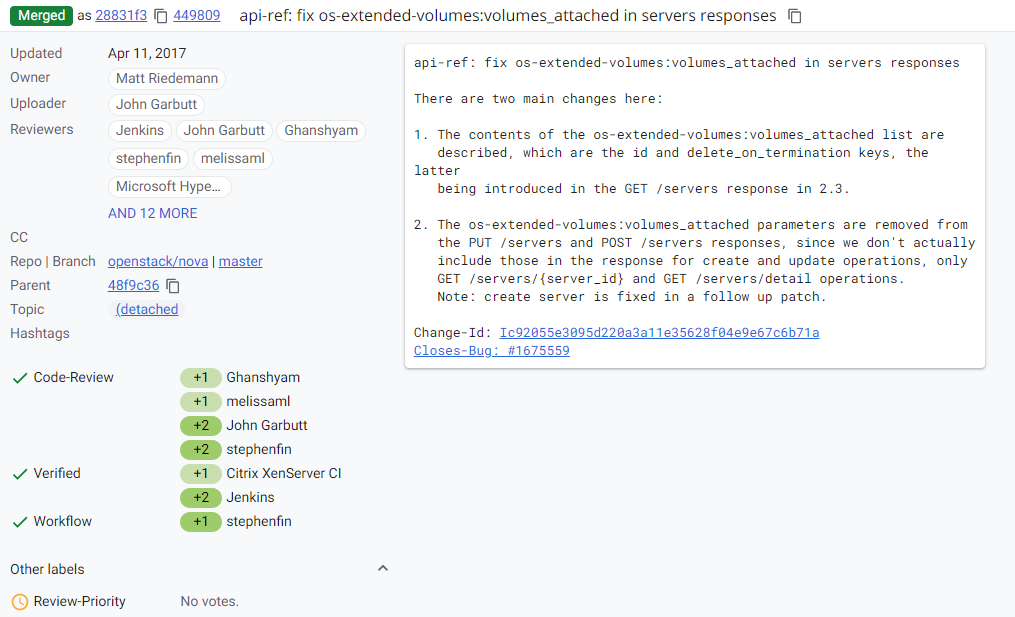 Merged as 28831f3 449809 api-ref: fix os-extended-volumes:volumes_attached in servers responses
Updated Apr 11, 2017
Owner Matt Riedemann
Uploader John Garbutt
Reviewers Jenkins John Garbutt Ghanshyam
stephenfin melissaml
Microsoft Hype...
AND 12 MORE
CC
Repo | Branch openstack/nova | master
Parent 48f9c36
Topic (detached
Hashtags
Code-Review +1 Ghanshyam
+1 melissaml
+2 John Garbutt
+2 stephenfin
Verified +1 Citrix XenServer CI
+2 Jenkins
Workflow +1 stephenfin
Other labels
Review-Priority No votes.
api-ref: fix os-extended-volumes:volumes_attached in servers responses
There are two main changes here:
1. The contents of the os-extended-volumes:volumes_attached list are
described, which are the id and delete_on_termination keys, the
latter
being introduced in the GET /servers response in 2.3.
2. The os-extended-volumes:volumes_attached parameters are removed from
the PUT /servers and POST /servers responses, since we don't actually
include those in the response for create and update operations, only
GET /servers/{server_id} and GET /servers/detail operations.
Note: create server is fixed in a follow up patch.
Change-Id: Ic92055e3095d220a3a11e35628f04e9e67c6b71a
Closes-Bug: #1675559